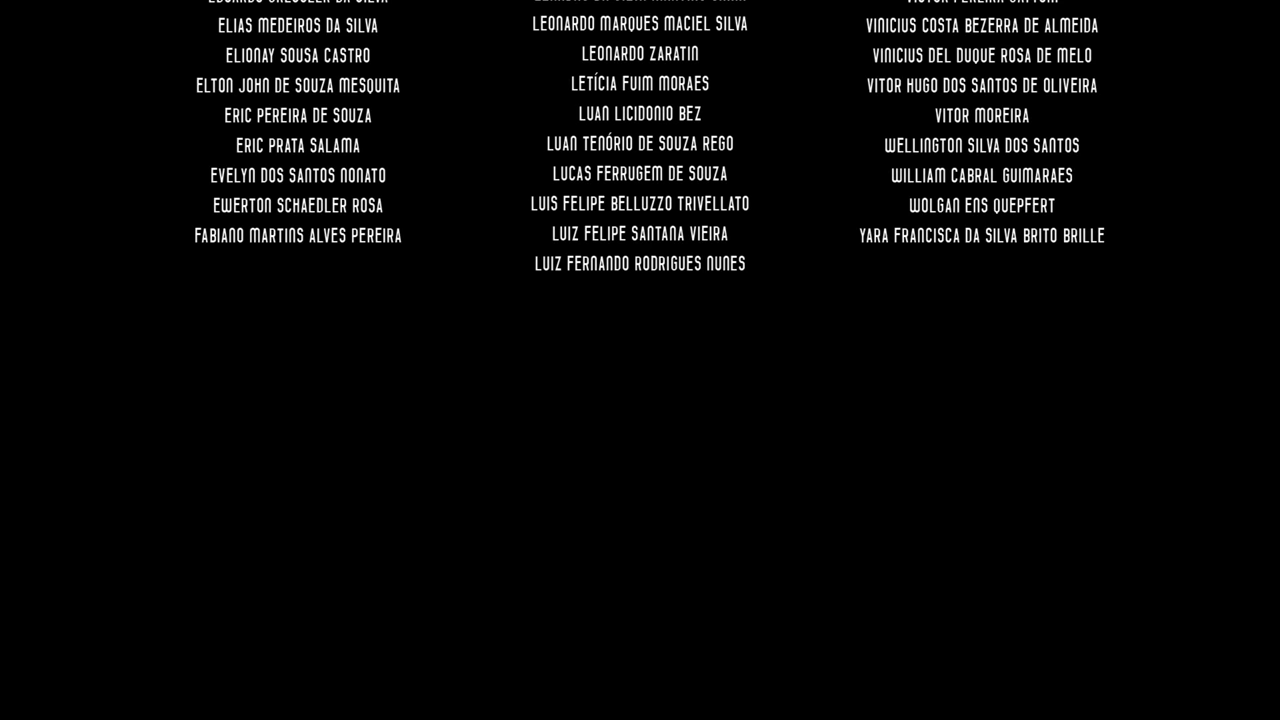 ELIAS MEDEIROS DA SILVA
ELIONAY SOUSA CASTRO
ELTON JOHN DE SOUZA MESQUITA
ERIC PEREIRA DE SOUZA
ERIC PRATA SALAMA
EVELYN DOS SANTOS NONATO
EWERTON SCHAEDLER ROSA
FABIANO MARTINS ALVES PEREIRA
LEONARDO MARQUES MACIEL SILVA
LEONARDO ZARATIN
LETÍCIA FUIM MORAES
LUAN LICIDONIO BEZ
LUAN TENÓRIO DE SOUZA REGO
LUCAS FERRUGEM DE SOUZA
LUIS FELIPE BELLUZZO TRIVELLATO
LUIZ FELIPE SANTANA VIEIRA
LUIZ FERNANDO RODRIGUES NUNES
VINICIUS COSTA BEZERRA DE ALMEIDA
VINICIUS DEL DUQUE ROSA DE MELO
VITOR HUGO DOS SANTOS DE OLIVEIRA
VITOR MOREIRA
WELLINGTON SILVA DOS SANTOS
WILLIAM CABRAL GUIMARAES
WOLGAN ENS QUEPFERT
YARA FRANCISCA DA SILVA BRITO BRILLE